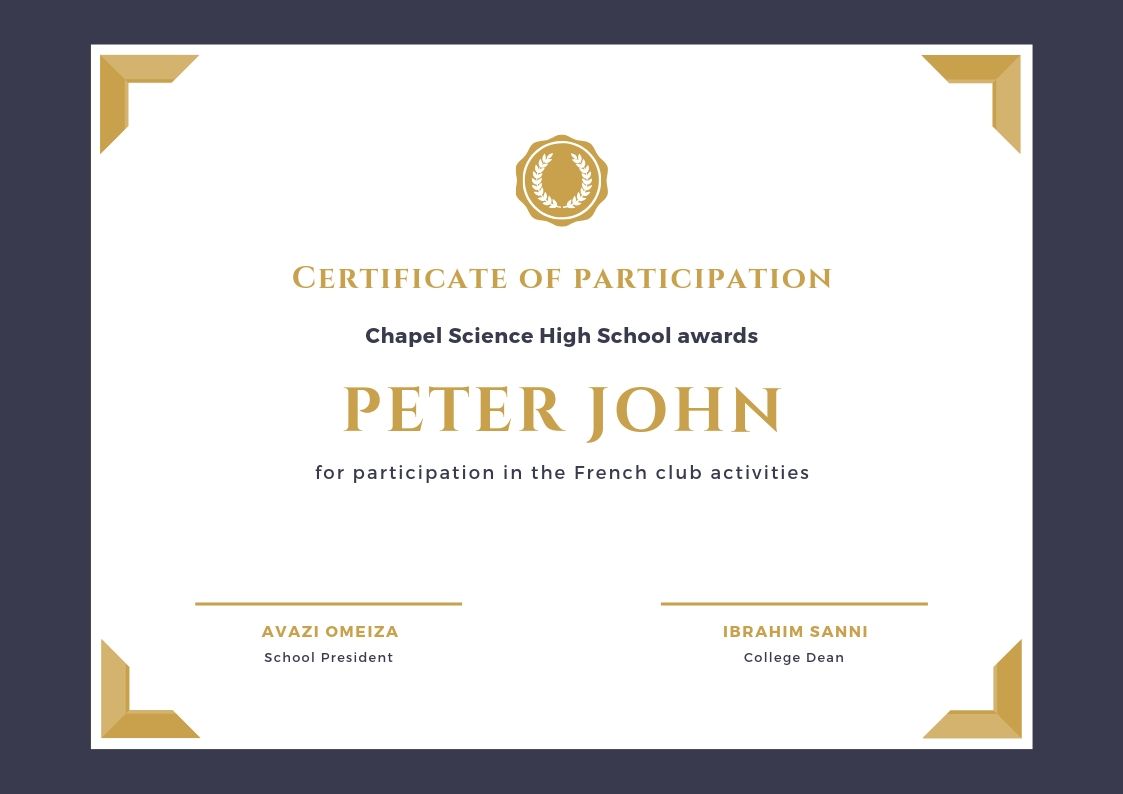 Certificate of participation
Chapel Science High School awards
PETER JOHN
for participation in the French club activities
AVAZI OMEIZA
School President
IBRAHIM SANNI
College Dean